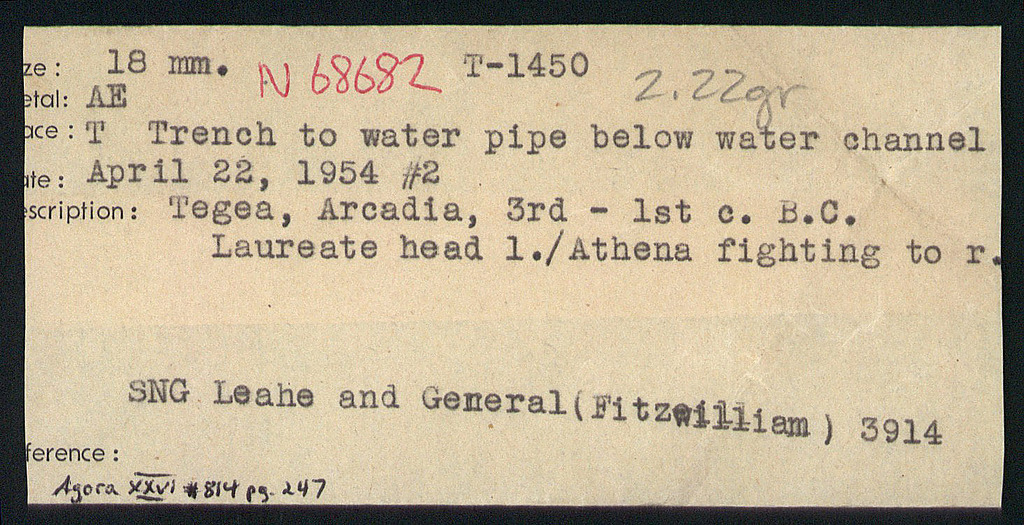 ze: 18 mm. N 68682 T-1450 2.22gr
etal: AE
ace: T Trench to water pipe below water channel
ate: April 22, 1954 #2
escription: Tegea, Arcadia, 3rd - 1st c. B.C.
Laureate head l./Athena fighting to r.
SNG Leahe and General(Fitzwilliam) 3914
ference:
Agora XXVI #814 pg. 247